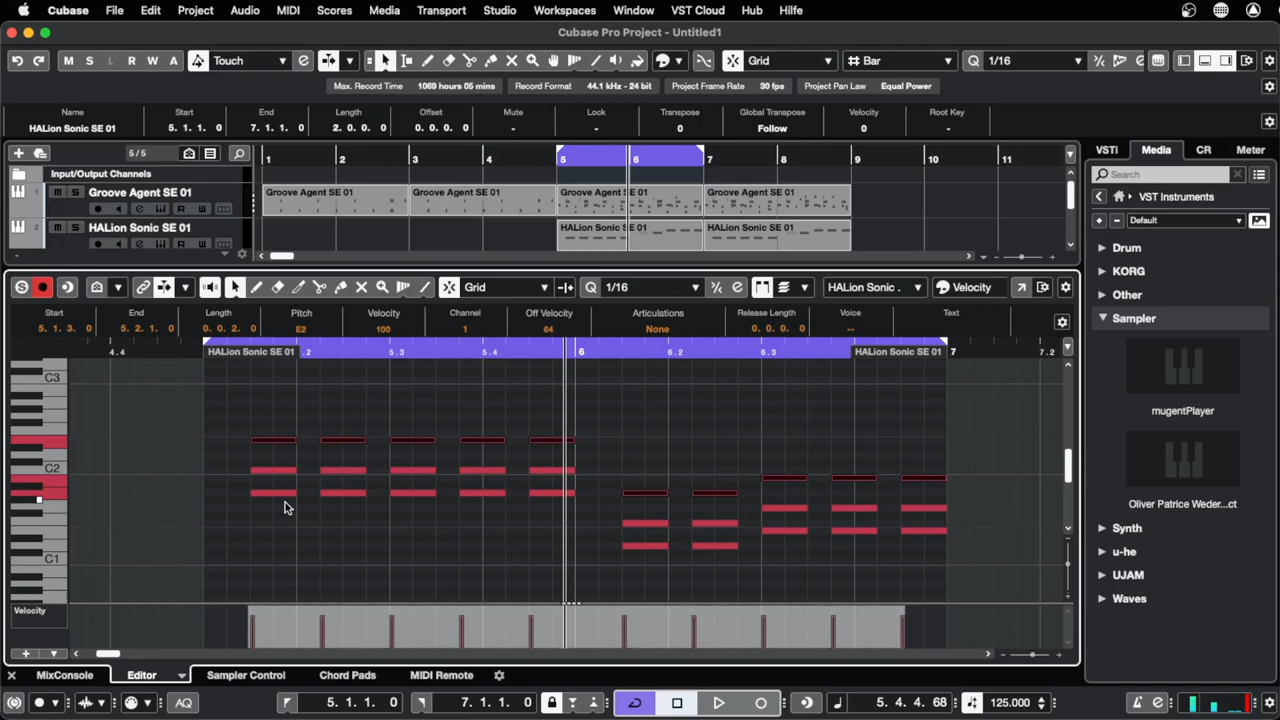 Cubase File Edit Project Audio MIDI Scores Media Transport Studio Workspaces Window VST Cloud Hub Hilfe
Cubase Pro Project - Untitled1
M S L R W A Touch e Grid # Bar Q 1/16
Max. Record Time 1069 hours 05 mins Record Format 44.1 kHz - 24 bit Project Frame Rate 30 fps Project Pan Law Equal Power
Name Start End Length Offset Mute Lock Transpose Global Transpose Velocity Root Key
HALion Sonic SE 01 5. 1. 1. 0 7. 1. 1. 0 2. 0. 0. 0 0. 0. 0. 0 - - 0 Follow 0 -
VSTi Media CR Meter
5/5 1 2 3 4 5 6 7 8 9 10 11
Search
Input/Output Channels
1 Groove Agent SE 01 m S
Groove Agent SE 01 Groove Agent SE 01 Groove Agent SE 01 Groove Agent SE 01
VST Instruments
Default
R W
2 HALion Sonic SE 01 m S
HALion Sonic SE 01 HALion Sonic SE 01
R W
Drum
KORG
Other
Sampler
mugentPlayer
Oliver Patrice Weder...ct
Synth
u-he
UJAM
Waves
S Grid Q 1/16 e HALion Sonic . Velocity
Start End Length Pitch Velocity Channel Off Velocity Articulations Release Length Voice Text
5. 1. 3. 0 5. 2. 1. 0 0. 0. 2. 0 E2 100 1 64 None 0. 0. 0. 0 --
4.4 HALion Sonic SE 01 .2 5.3 5.4 6 6.2 6.3 HALion Sonic SE 01 7 7.2
C3
C2
C1
Velocity
MixConsole Editor Sampler Control Chord Pads MIDI Remote
AQ 5. 1. 1. 0 7. 1. 1. 0 5. 4. 4. 68 125.000